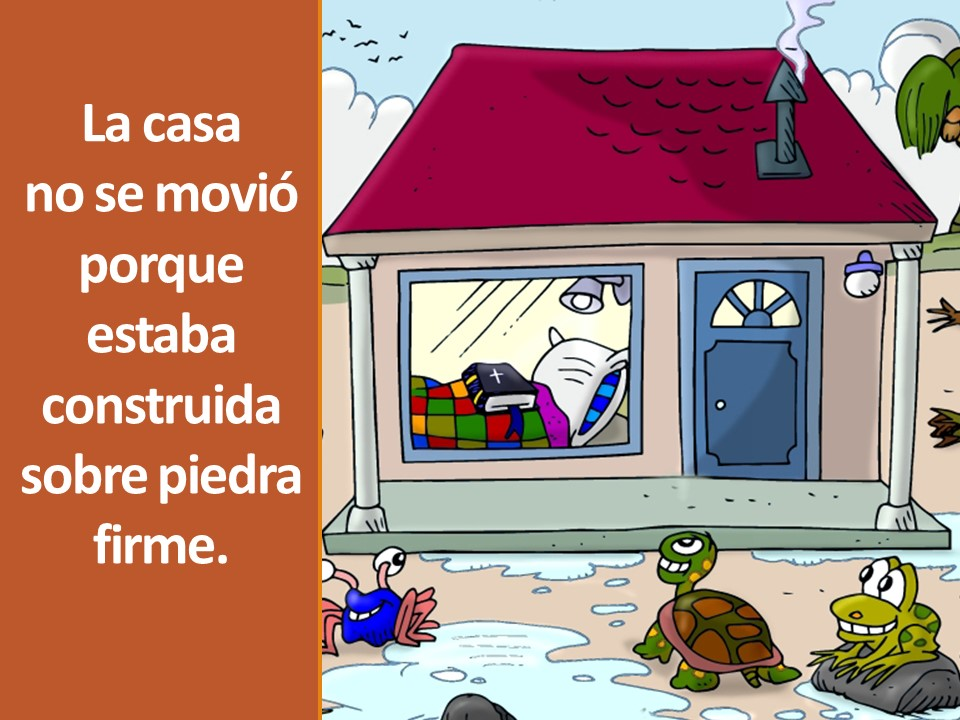 La casa
no se movió
porque
estaba
construida
sobre piedra
firme.